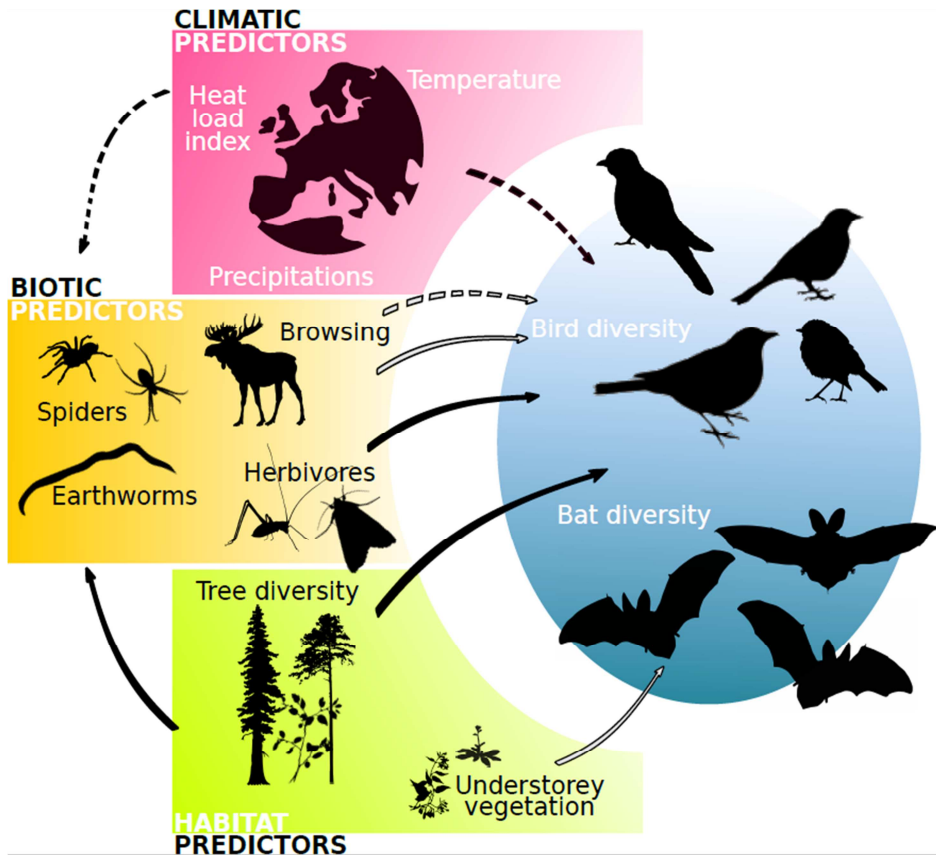 CLIMATIC
PREDICTORS
Temperature
Heat
load
index
Precipitations
BIOTIC
PREDICTORS
Browsing
Spiders
Herbivores
Earthworms
Bird diversity
Bat diversity
Tree diversity
Understorey
vegetation
HABITAT
PREDICTORS